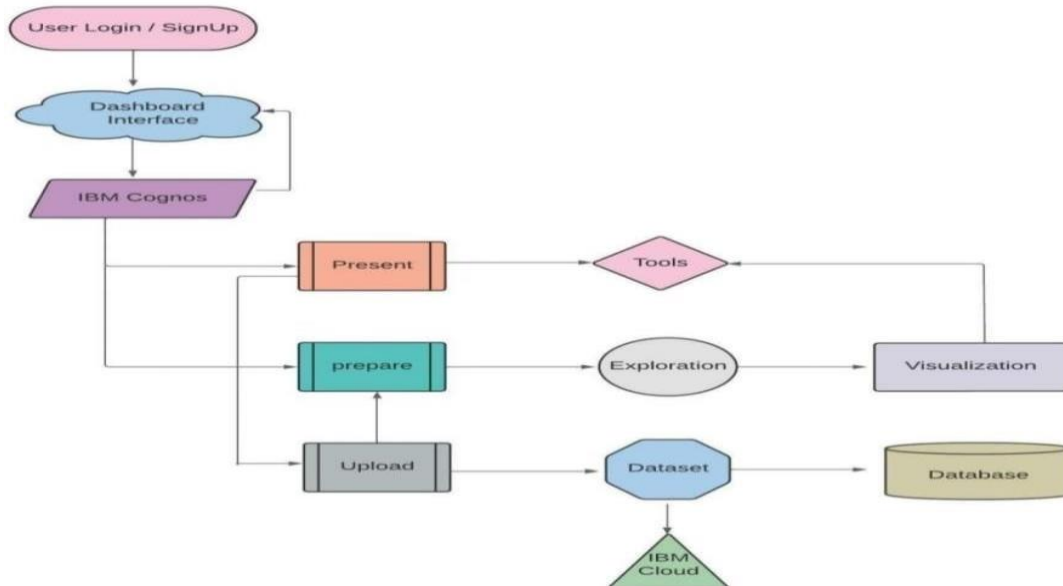 User Login / SignUp
Dashboard
Interface
IBM Cognos
Present
Tools
prepare
Exploration
Visualization
Upload
Dataset
Database
IBM
Cloud